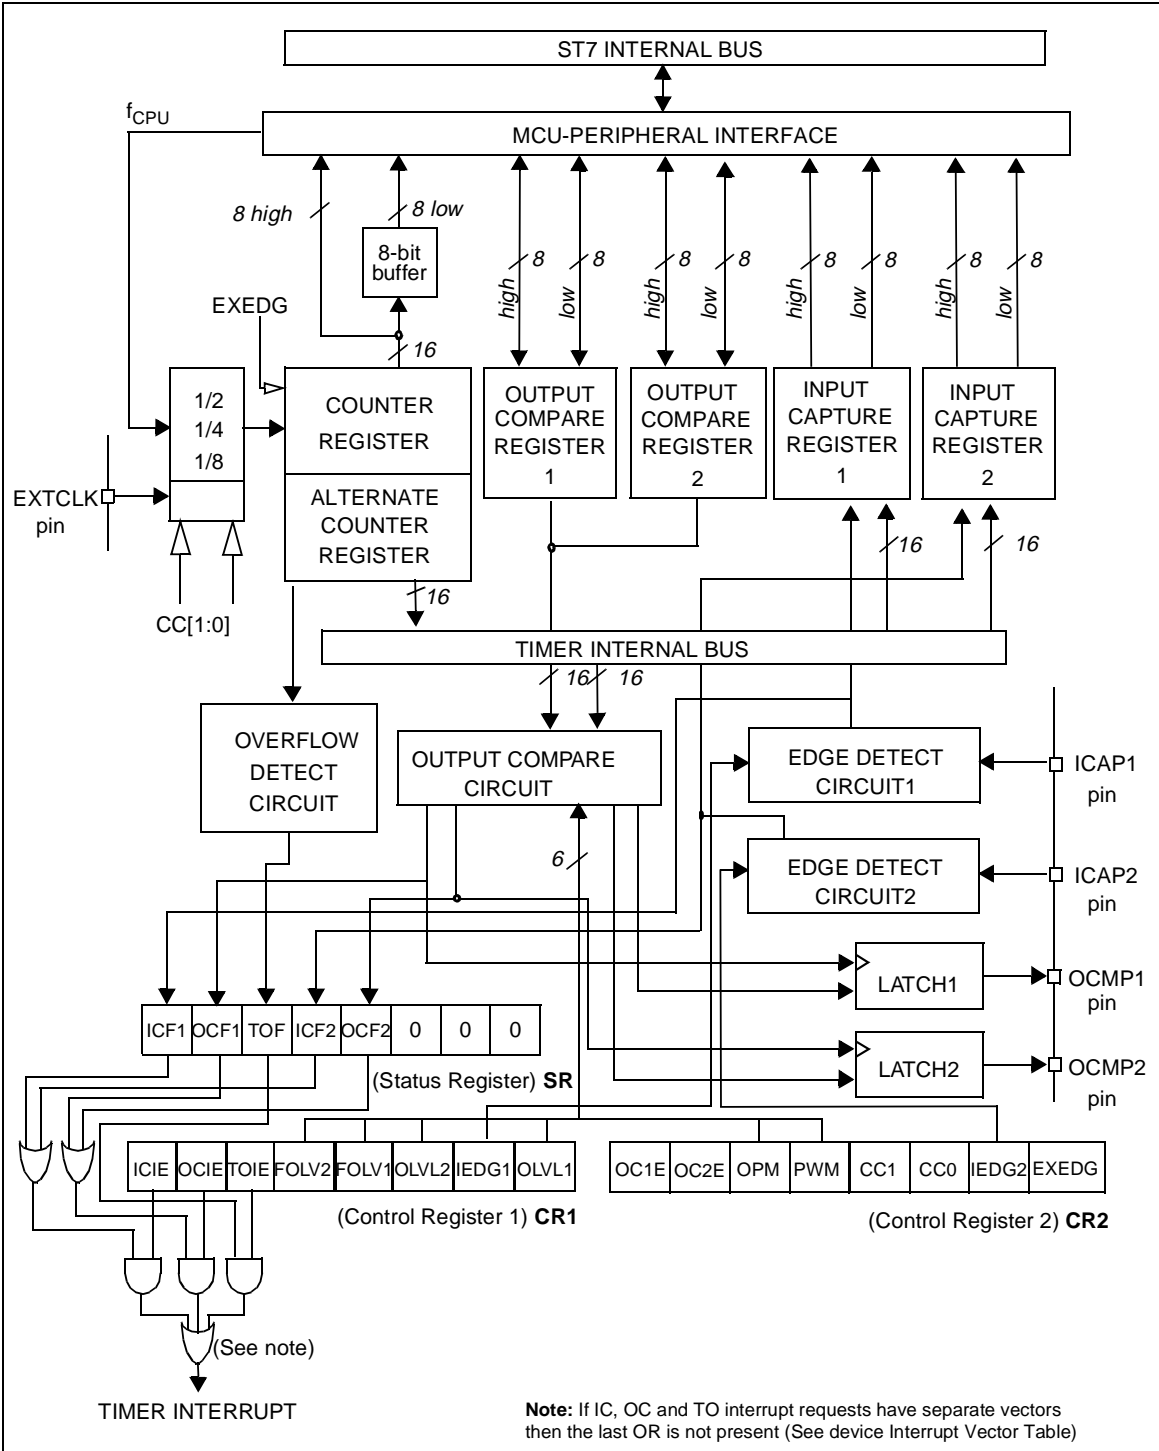 ST7 INTERNAL BUS
fCPU
MCU-PERIPHERAL INTERFACE
8 high
8 low
8-bit
buffer
high
8
low
8
high
8
low
8
high
8
low
8
high
8
low
8
EXEDG
16
1/2
1/4
1/8
COUNTER
REGISTER
OUTPUT
COMPARE
REGISTER
1
OUTPUT
COMPARE
REGISTER
2
INPUT
CAPTURE
REGISTER
1
INPUT
CAPTURE
REGISTER
2
EXTCLK
pin
ALTERNATE
COUNTER
REGISTER
16
16
16
CC[1:0]
TIMER INTERNAL BUS
16
16
OVERFLOW
DETECT
CIRCUIT
OUTPUT COMPARE
CIRCUIT
EDGE DETECT
CIRCUIT1
ICAP1
pin
6
EDGE DETECT
CIRCUIT2
ICAP2
pin
LATCH1
OCMP1
pin
ICF1 OCF1 TOF ICF2 OCF2 0 0 0
(Status Register) SR
LATCH2
OCMP2
pin
ICIE OCIE TOIE FOLV2 FOLV1 OLVL2 IEDG1 OLVL1
(Control Register 1) CR1
OC1E OC2E OPM PWM CC1 CC0 IEDG2 EXEDG
(Control Register 2) CR2
(See note)
TIMER INTERRUPT
Note: If IC, OC and TO interrupt requests have separate vectors
then the last OR is not present (See device Interrupt Vector Table)